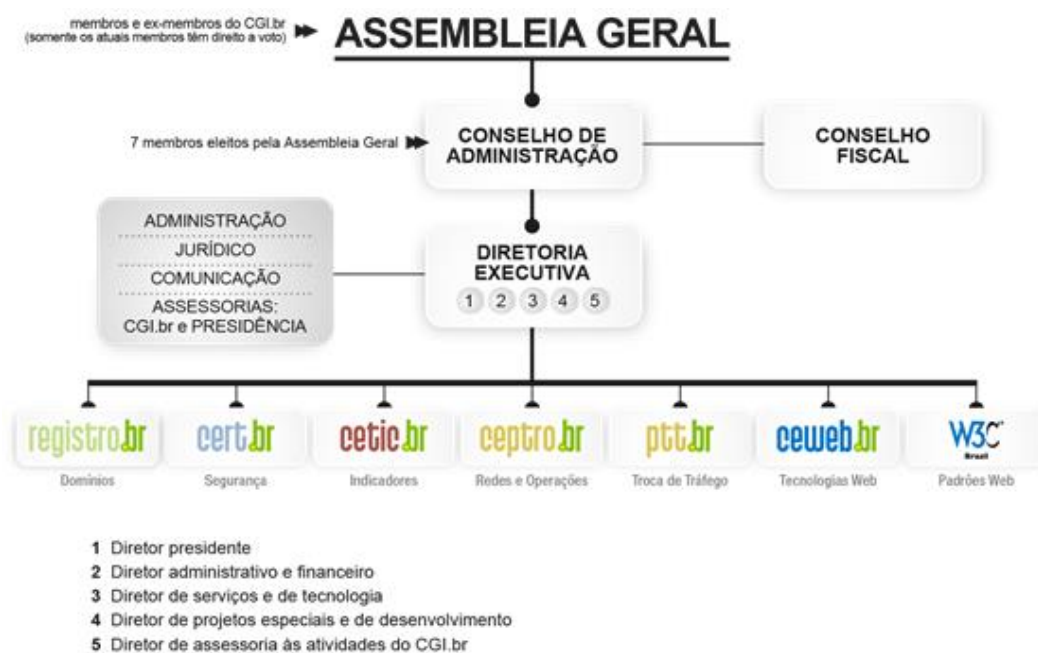 membros e ex-membros do CGI.br
(somente os atuais membros têm direito a voto)
ASSEMBLEIA GERAL
7 membros eleitos pela Assembleia Geral
CONSELHO DE
ADMINISTRAÇÃO
CONSELHO
FISCAL
ADMINISTRAÇÃO
JURÍDICO
COMUNICAÇÃO
ASSESSORIAS:
CGI.br e PRESIDÊNCIA
DIRETORIA
EXECUTIVA
1 2 3 4 5
registro.br
Domínios
cert.br
Segurança
cetic.br
Indicadores
ceptro.br
Redes e Operações
ptt.br
Troca de Tráfego
ceweb.br
Tecnologias Web
W3C
Brasil
Padrões Web
1 Diretor presidente
2 Diretor administrativo e financeiro
3 Diretor de serviços e de tecnologia
4 Diretor de projetos especiais e de desenvolvimento
5 Diretor de assessoria às atividades do CGI.br